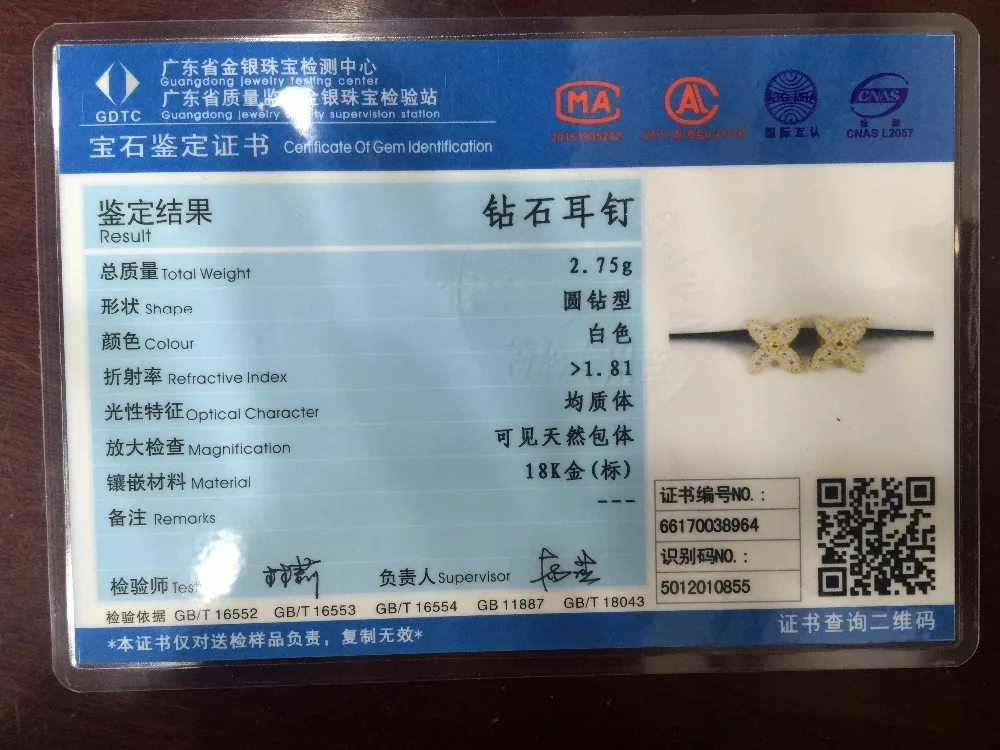 广东省金银珠宝检测中心
Guangdong jewelry testing center
广东省质量监 金银珠宝检验站
Guangdong jewelry supervision station
GDTC
宝石鉴定证书 Certificate Of Gem Identification
MA
AL
国际互认
CNAS
检测
CNAS L2057
鉴定结果 钻石耳钉
Result
总质量 Total Weight 2.75g
形状 Shape 圆钻型
颜色 Colour 白色
折射率 Refractive Index >1.81
光性特征 Optical Character 均质体
放大检查 Magnification 可见天然包体
镶嵌材料 Material 18K金(标)
备注 Remarks ---
检验师 负责人 Supervisor
检验依据 GB/T 16552 GB/T 16553 GB/T 16554 GB 11887 GB/T 18043
*本证书仅对送检样品负责，复制无效*
证书编号NO.：
66170038964
识别码NO.：
5012010855
证书查询二维码